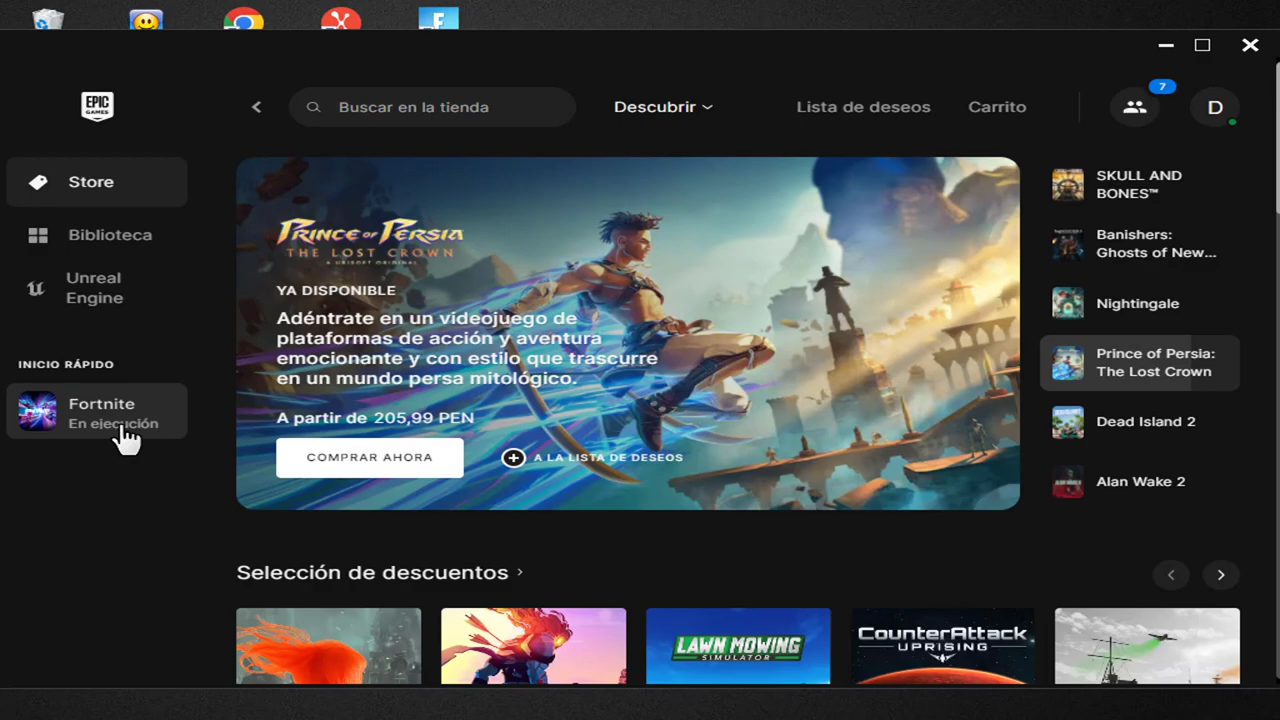 EPIC
GAMES
Buscar en la tienda
Descubrir
Lista de deseos
Carrito
7
D
Store
Biblioteca
Unreal
Engine
INICIO RÁPIDO
Fortnite
En ejecución
PRINCE OF PERSIA
THE LOST CROWN
A UBISOFT ORIGINAL
YA DISPONIBLE
Adéntrate en un videojuego de
plataformas de acción y aventura
emocionante y con estilo que trascurre
en un mundo persa mitológico.
A partir de 205,99 PEN
COMPRAR AHORA
A LA LISTA DE DESEOS
SKULL AND
BONES™
Banishers:
Ghosts of New...
Nightingale
Prince of Persia:
The Lost Crown
Dead Island 2
Alan Wake 2
Selección de descuentos
LAWN MOWING
SIMULATOR
COUNTERATTACK
UPRISING